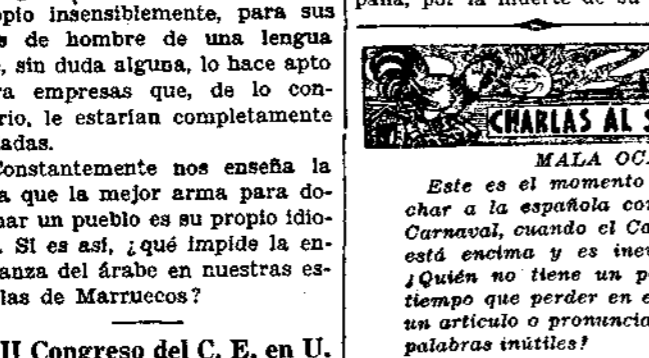 opio insensiblemente, para sus
s de hombre de una lengua
, sin duda alguna, lo hace apto
ra empresas que, de lo con-
rio, le estarían completamente
adas.
Constantemente nos enseña la
a que la mejor arma para do-
nar un pueblo es su propio idio-
. Si es así, ¿qué impide la en-
anza del árabe en nuestras es-
las de Marruecos?
II Congreso del C. E. en U.
paña, por la muerte de su
CHARLAS AL S
MALA OC
Este es el momento
char a la española con
Carnaval, cuando el Ca
está encima y es inev
¿Quién no tiene un p
tiempo que perder en e
un artículo o pronuncia
palabras inútiles?